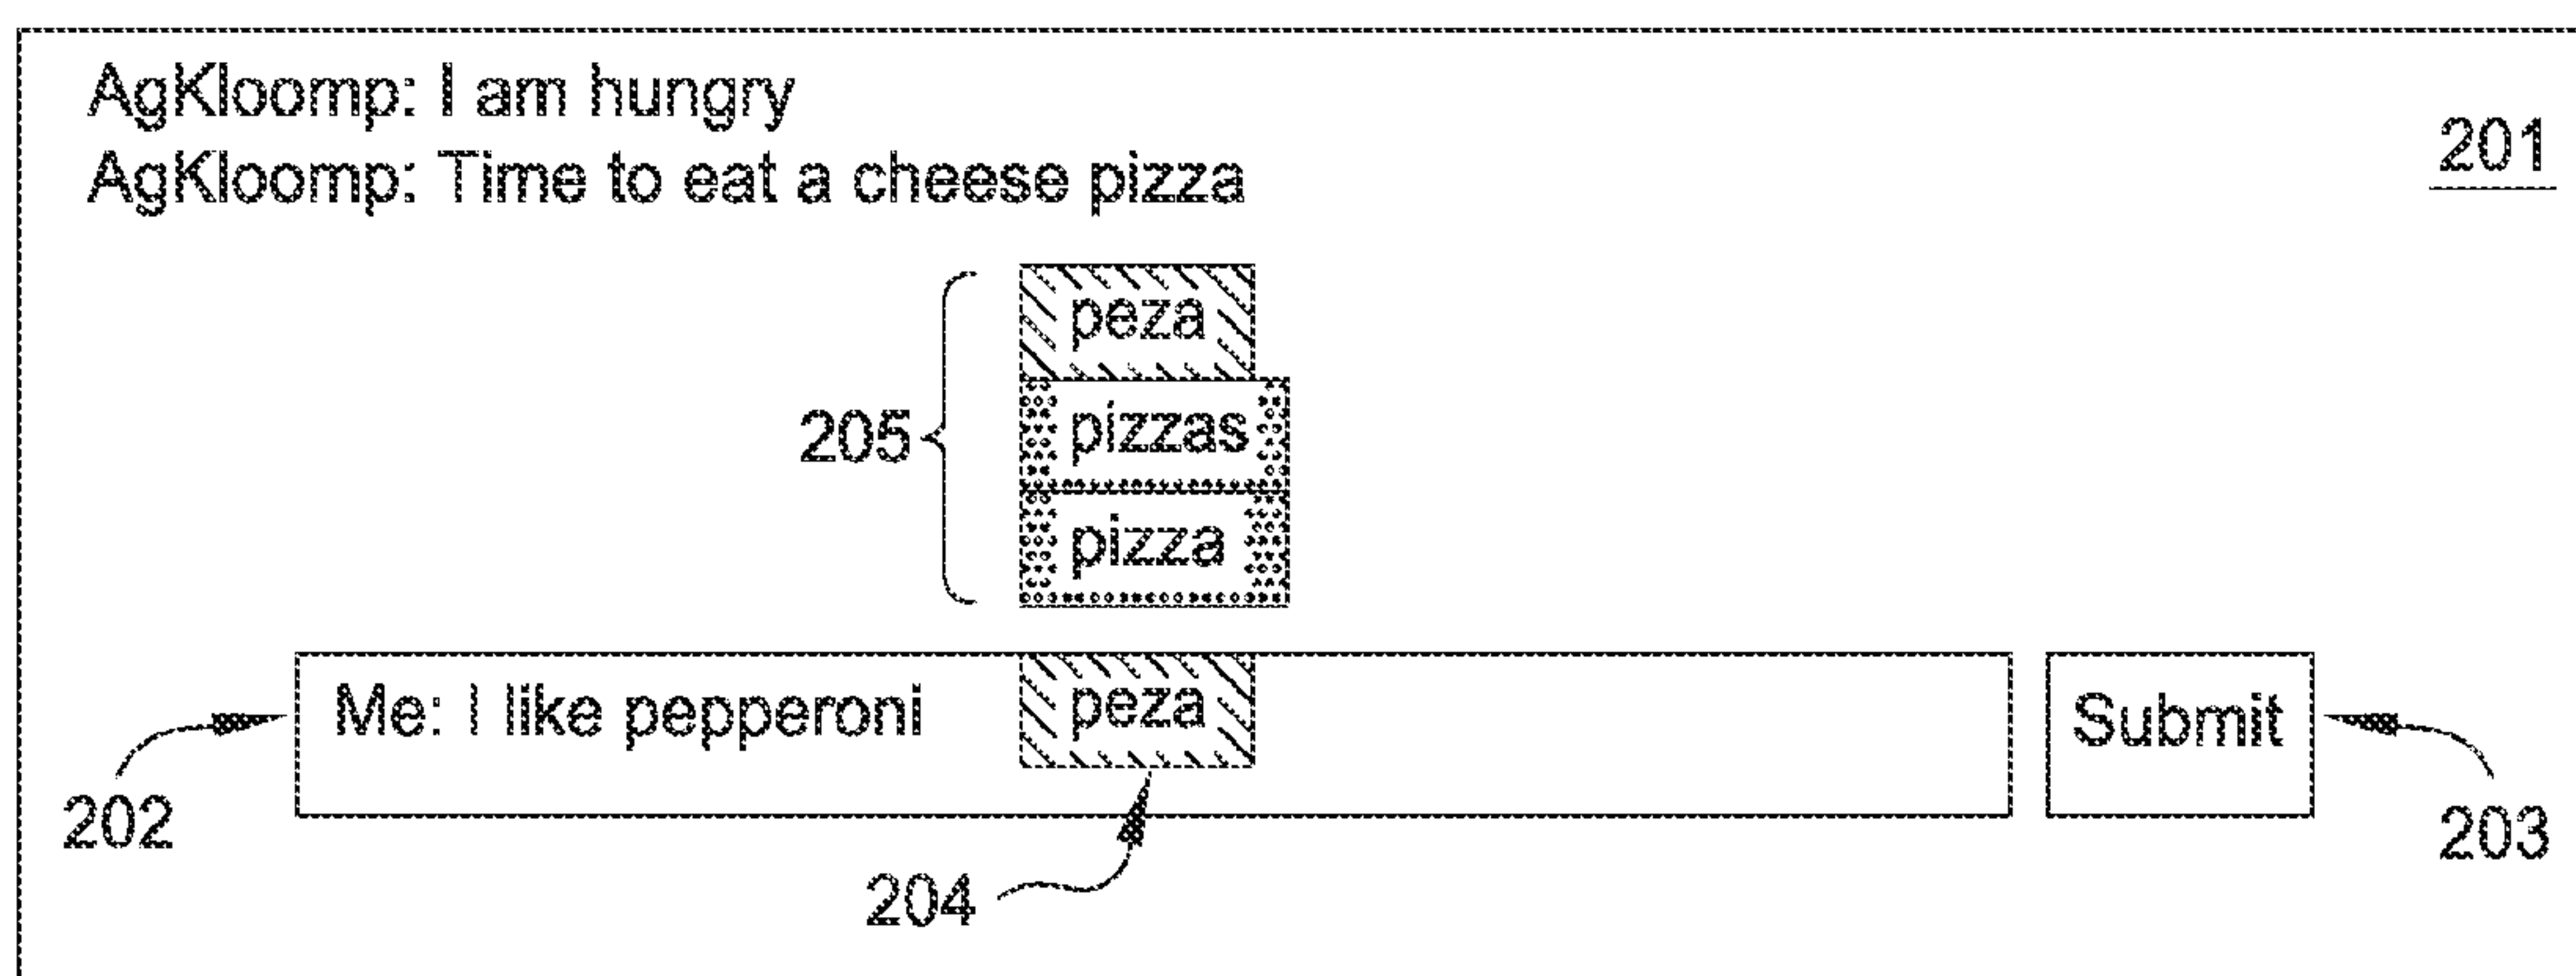 AgKloomp: I am hungry
AgKloomp: Time to eat a cheese pizza
201
peza
pizzas
205
pizza
Me: I like pepperoni peza
Submit
202
203
204